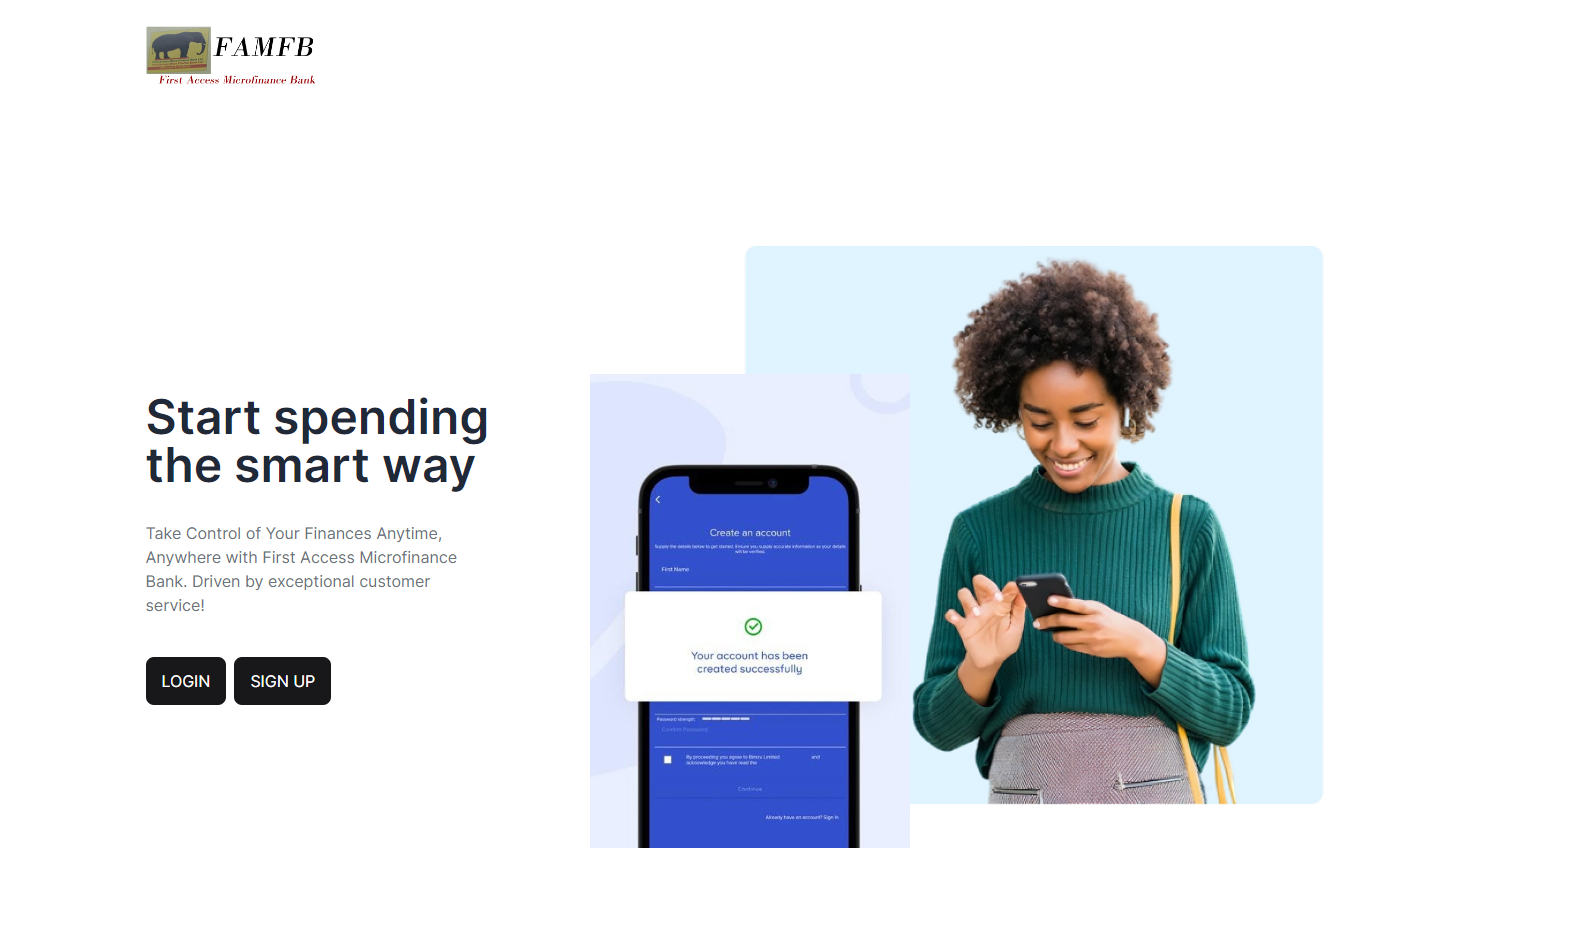 FAMFB
First Access Microfinance Bank
Start spending
the smart way
Take Control of Your Finances Anytime,
Anywhere with First Access Microfinance
Bank. Driven by exceptional customer
service!
LOGIN
SIGN UP
Create an account
Supply the details below to get started. Ensure you supply accurate information as your details
will be verified.
First Name
Your account has been
created successfully
Password strength:
Confirm Password
By proceeding you agree to Limited and
acknowledge you have read the
Continue
Already have an account? Sign In